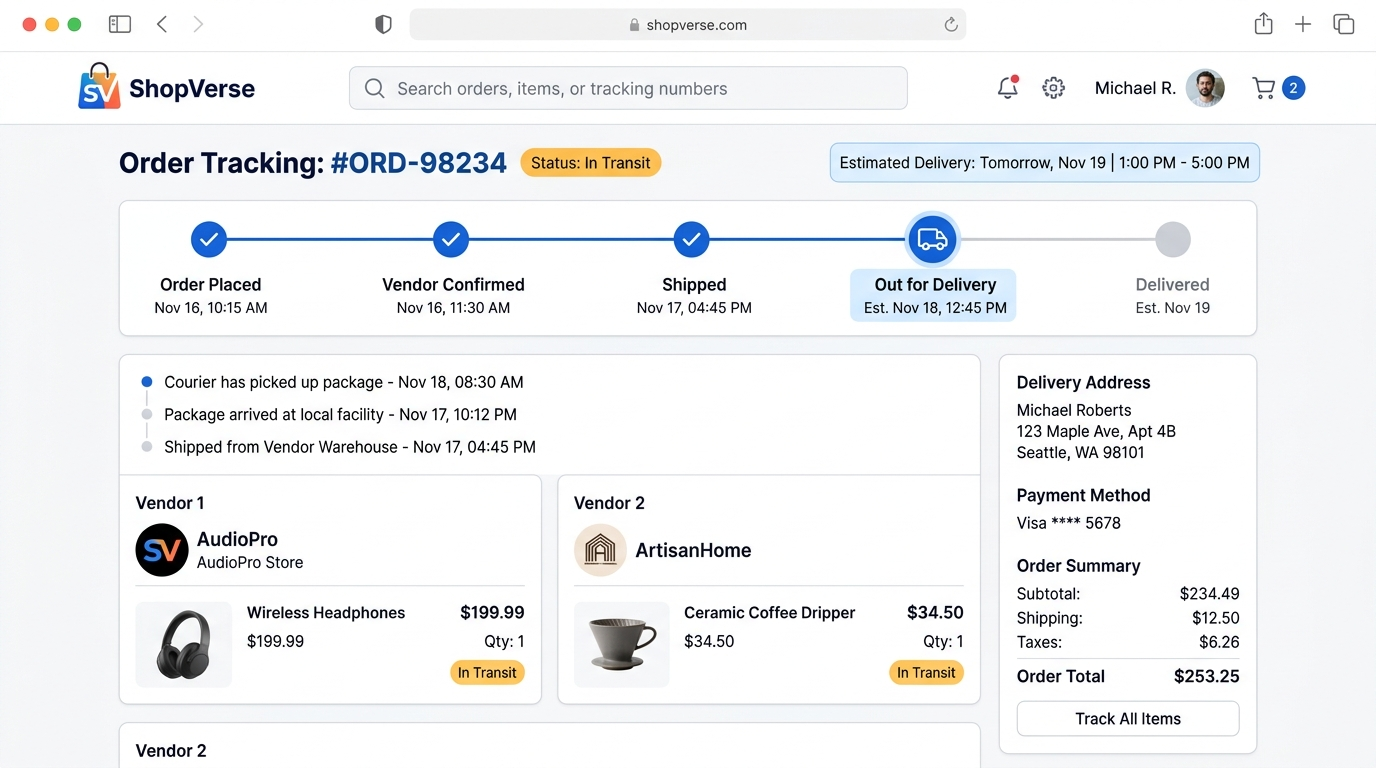 shopverse.com
SV ShopVerse
Search orders, items, or tracking numbers
Michael R.
2
Order Tracking: #ORD-98234
Status: In Transit
Estimated Delivery: Tomorrow, Nov 19 | 1:00 PM - 5:00 PM
Order Placed
Nov 16, 10:15 AM
Vendor Confirmed
Nov 16, 11:30 AM
Shipped
Nov 17, 04:45 PM
Out for Delivery
Est. Nov 18, 12:45 PM
Delivered
Est. Nov 19
Courier has picked up package - Nov 18, 08:30 AM
Package arrived at local facility - Nov 17, 10:12 PM
Shipped from Vendor Warehouse - Nov 17, 04:45 PM
Vendor 1
SV
AudioPro
AudioPro Store
Wireless Headphones
$199.99
$199.99
Qty: 1
In Transit
Vendor 2
ArtisanHome
Ceramic Coffee Dripper
$34.50
$34.50
Qty: 1
In Transit
Vendor 2
Delivery Address
Michael Roberts
123 Maple Ave, Apt 4B
Seattle, WA 98101
Payment Method
Visa **** 5678
Order Summary
Subtotal: $234.49
Shipping: $12.50
Taxes: $6.26
Order Total $253.25
Track All Items